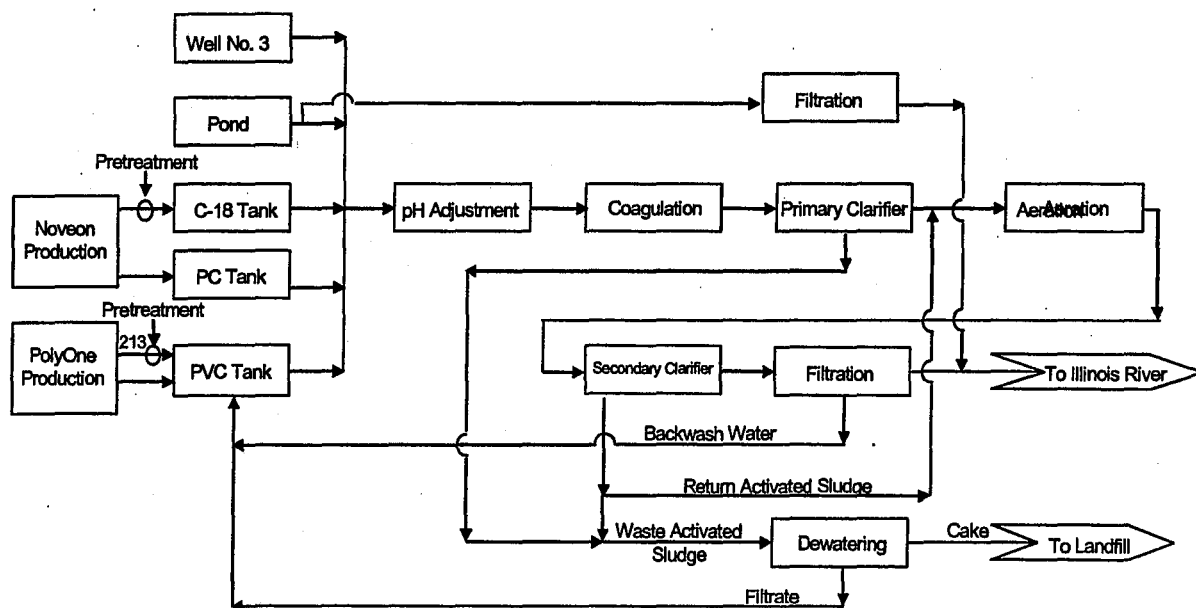 Well No. 3
Pond
Filtration
Pretreatment
Noveon
Production
C-18 Tank
pH Adjustment
Coagulation
Primary Clarifier
Aeration
PC Tank
Pretreatment
213
PolyOne
Production
PVC Tank
Secondary Clarifier
Filtration
To Illinois River
Backwash Water
Return Activated Sludge
Waste Activated
Sludge
Dewatering
Cake
To Landfill
Filtrate